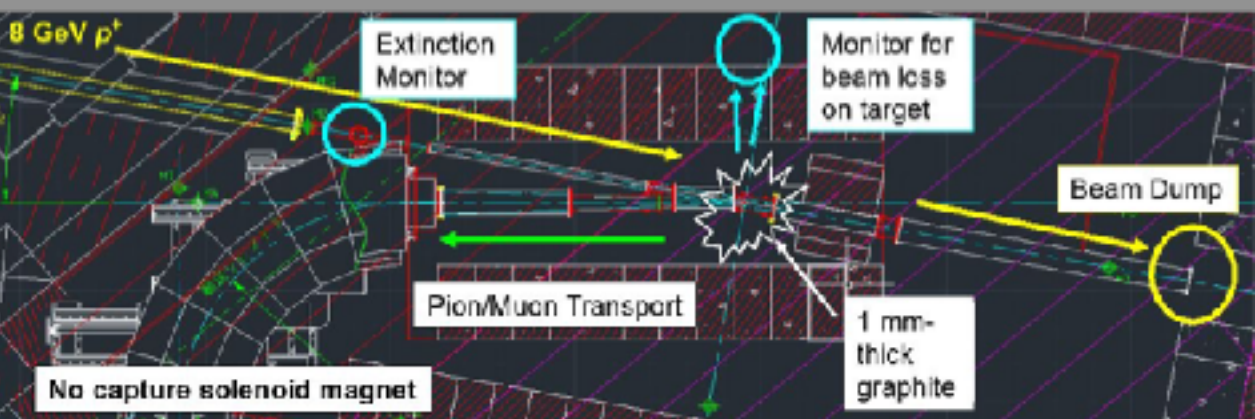 8 GeV p+
Extinction
Monitor
Monitor for
beam loss
on target
Beam Dump
Pion/Muon Transport
1 mm-
thick
graphite
No capture solenoid magnet